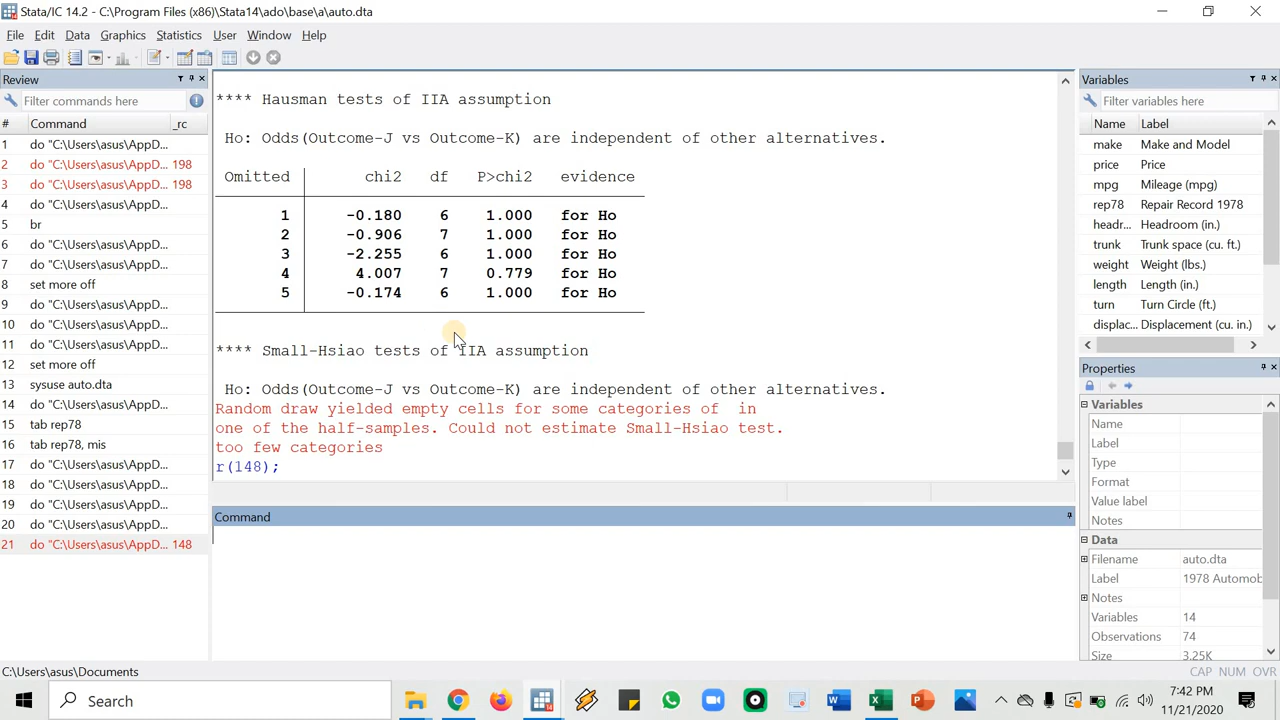 Stata/IC 14.2 - C:\Program Files (x86)\Stata14\ado\base\a\auto.dta
File Edit Data Graphics Statistics User Window Help
Review
Filter commands here
# Command _rc
1 do "C:\Users\asus\AppD...
2 do "C:\Users\asus\AppD... 198
3 do "C:\Users\asus\AppD... 198
4 do "C:\Users\asus\AppD...
5 br
6 do "C:\Users\asus\AppD...
7 do "C:\Users\asus\AppD...
8 set more off
9 do "C:\Users\asus\AppD...
10 do "C:\Users\asus\AppD...
11 do "C:\Users\asus\AppD...
12 set more off
13 sysuse auto.dta
14 do "C:\Users\asus\AppD...
15 tab rep78
16 tab rep78, mis
17 do "C:\Users\asus\AppD...
18 do "C:\Users\asus\AppD...
19 do "C:\Users\asus\AppD...
20 do "C:\Users\asus\AppD...
21 do "C:\Users\asus\AppD... 148
**** Hausman tests of IIA assumption
Ho: Odds(Outcome-J vs Outcome-K) are independent of other alternatives.
Omitted chi2 df P>chi2 evidence
1 -0.180 6 1.000 for Ho
2 -0.906 7 1.000 for Ho
3 -2.255 6 1.000 for Ho
4 4.007 7 0.779 for Ho
5 -0.174 6 1.000 for Ho
**** Small-Hsiao tests of IIA assumption
Ho: Odds(Outcome-J vs Outcome-K) are independent of other alternatives.
Random draw yielded empty cells for some categories of in
one of the half-samples. Could not estimate Small-Hsiao test.
too few categories
r(148);
Command
Variables
Filter variables here
Name Label
make Make and Model
price Price
mpg Mileage (mpg)
rep78 Repair Record 1978
headr... Headroom (in.)
trunk Trunk space (cu. ft.)
weight Weight (lbs.)
length Length (in.)
turn Turn Circle (ft.)
displac... Displacement (cu. in.)
Properties
Variables
Name
Label
Type
Format
Value label
Notes
Data
Filename auto.dta
Label 1978 Automob
Notes
Variables 14
Observations 74
Size 3.25K
C:\Users\asus\Documents
CAP NUM OVR
Search
7:42 PM
11/21/2020